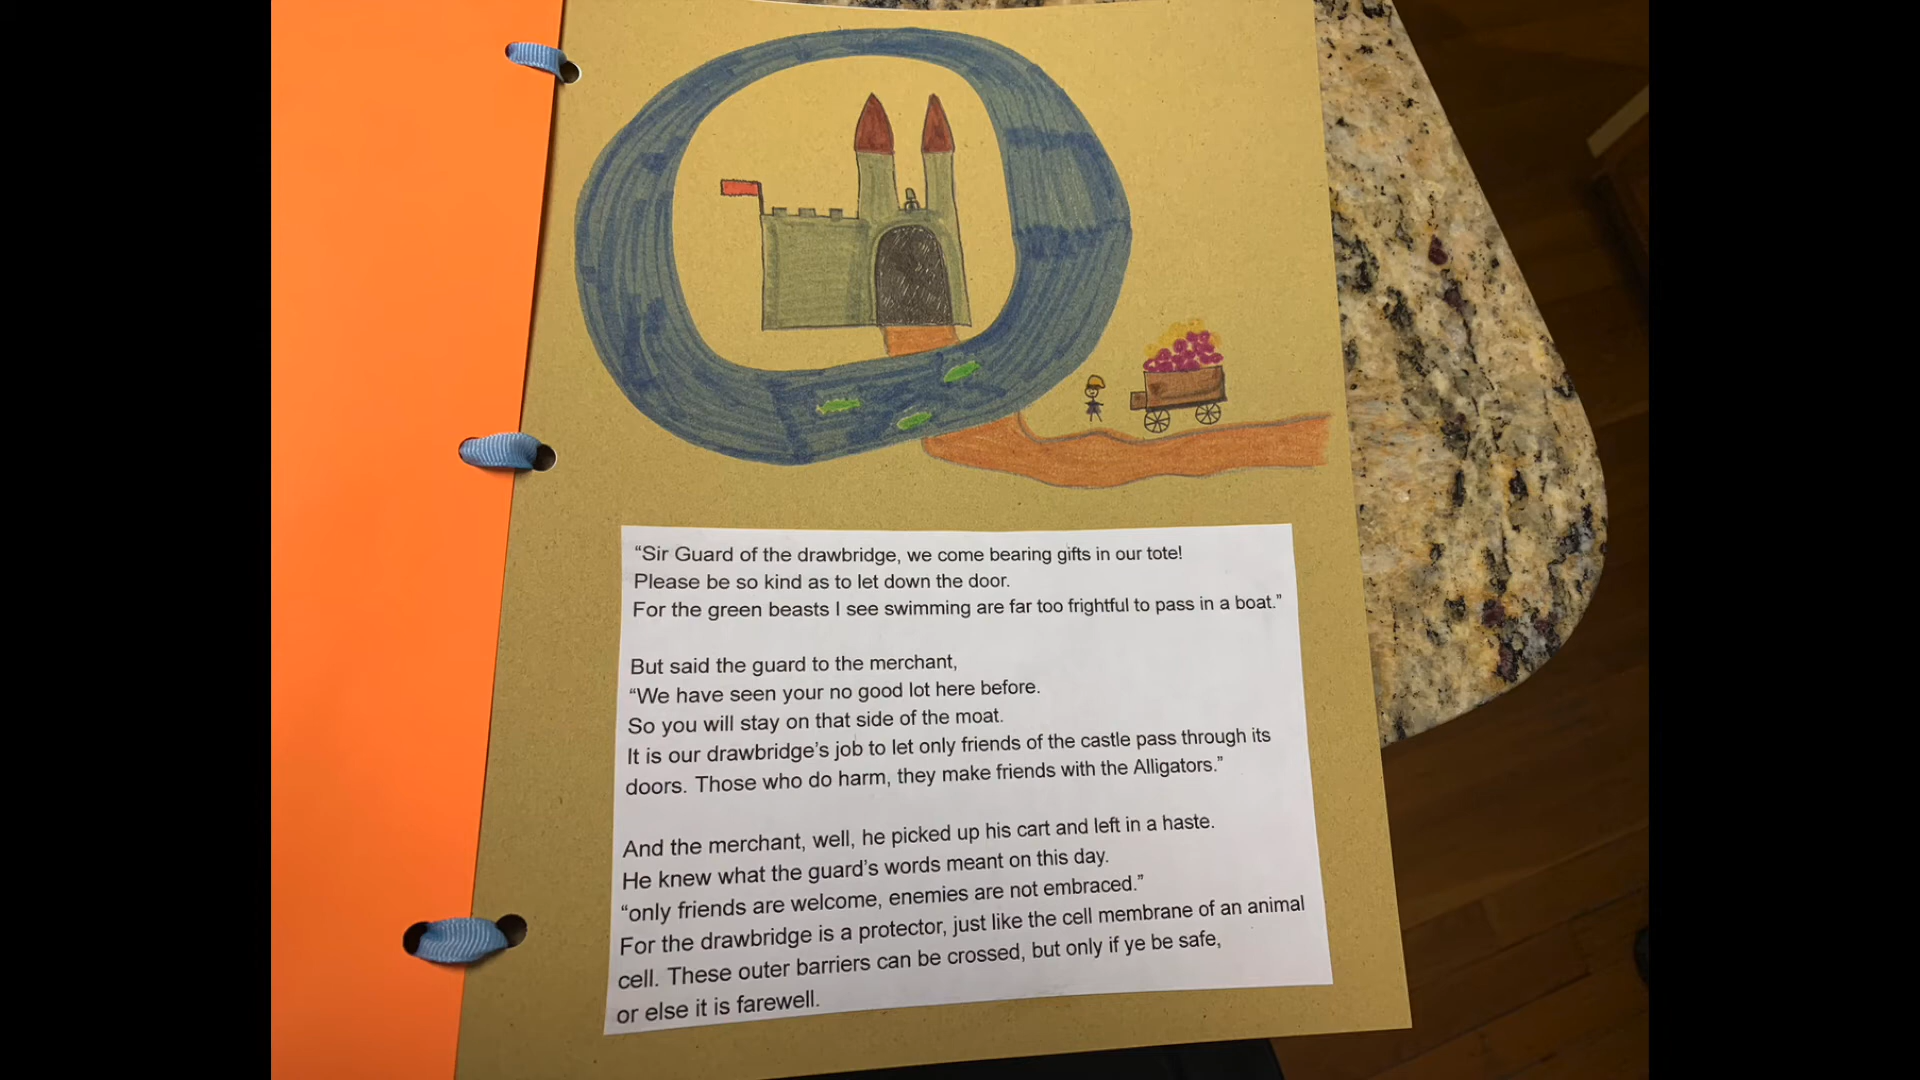 “Sir Guard of the drawbridge, we come bearing gifts in our tote!
Please be so kind as to let down the door.
For the green beasts I see swimming are far too frightful to pass in a boat.”
But said the guard to the merchant,
“We have seen your no good lot here before.
So you will stay on that side of the moat.
It is our drawbridge’s job to let only friends of the castle pass through its
doors. Those who do harm, they make friends with the Alligators.”
And the merchant, well, he picked up his cart and left in a haste.
He knew what the guard’s words meant on this day.
“only friends are welcome, enemies are not embraced.”
For the drawbridge is a protector, just like the cell membrane of an animal
cell. These outer barriers can be crossed, but only if ye be safe,
or else it is farewell.